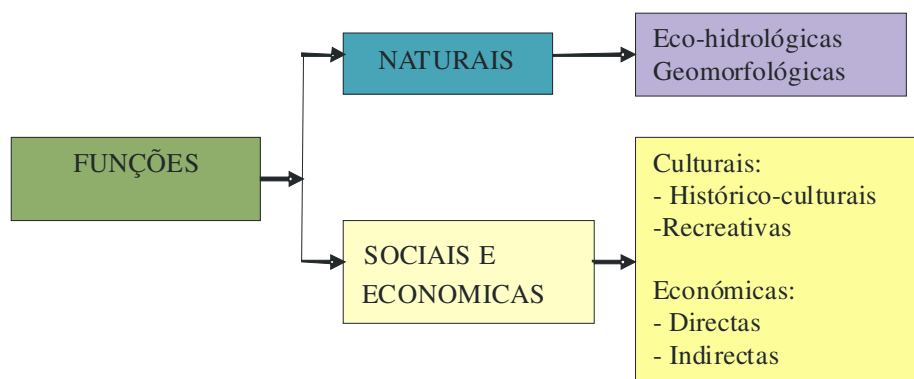 FUNÇÕES
NATURAIS
Eco-hidrológicas
Geomorfológicas
SOCIAIS E
ECONOMICAS
Culturais:
- Histórico-culturais
-Recreativas
Económicas:
- Directas
- Indirectas